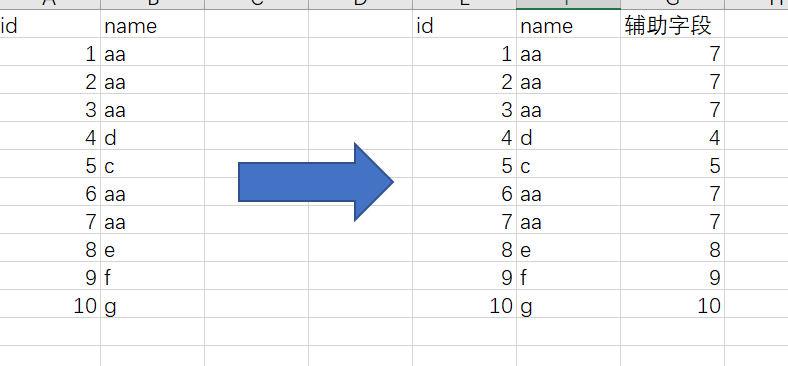 A B C D E F G H
id name id name 辅助字段
1 aa 1 aa 7
2 aa 2 aa 7
3 aa 3 aa 7
4 d 4 d 4
5 c 5 c 5
6 aa 6 aa 7
7 aa 7 aa 7
8 e 8 e 8
9 f 9 f 9
10 g 10 g 10